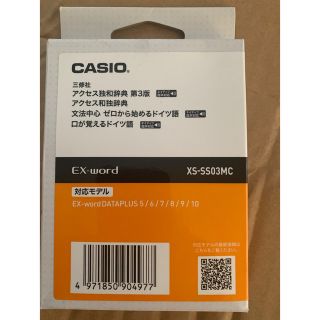 CASIO®
三修社
アクセス独和辞典 第3版
アクセス和独辞典
文法中心 ゼロから始めるドイツ語
口が覚えるドイツ語
EX-word
XS-SS03MC
対応モデル
EX-word DATAPLUS 5 / 6 / 7 / 8 / 9 / 10
4 971850 904977